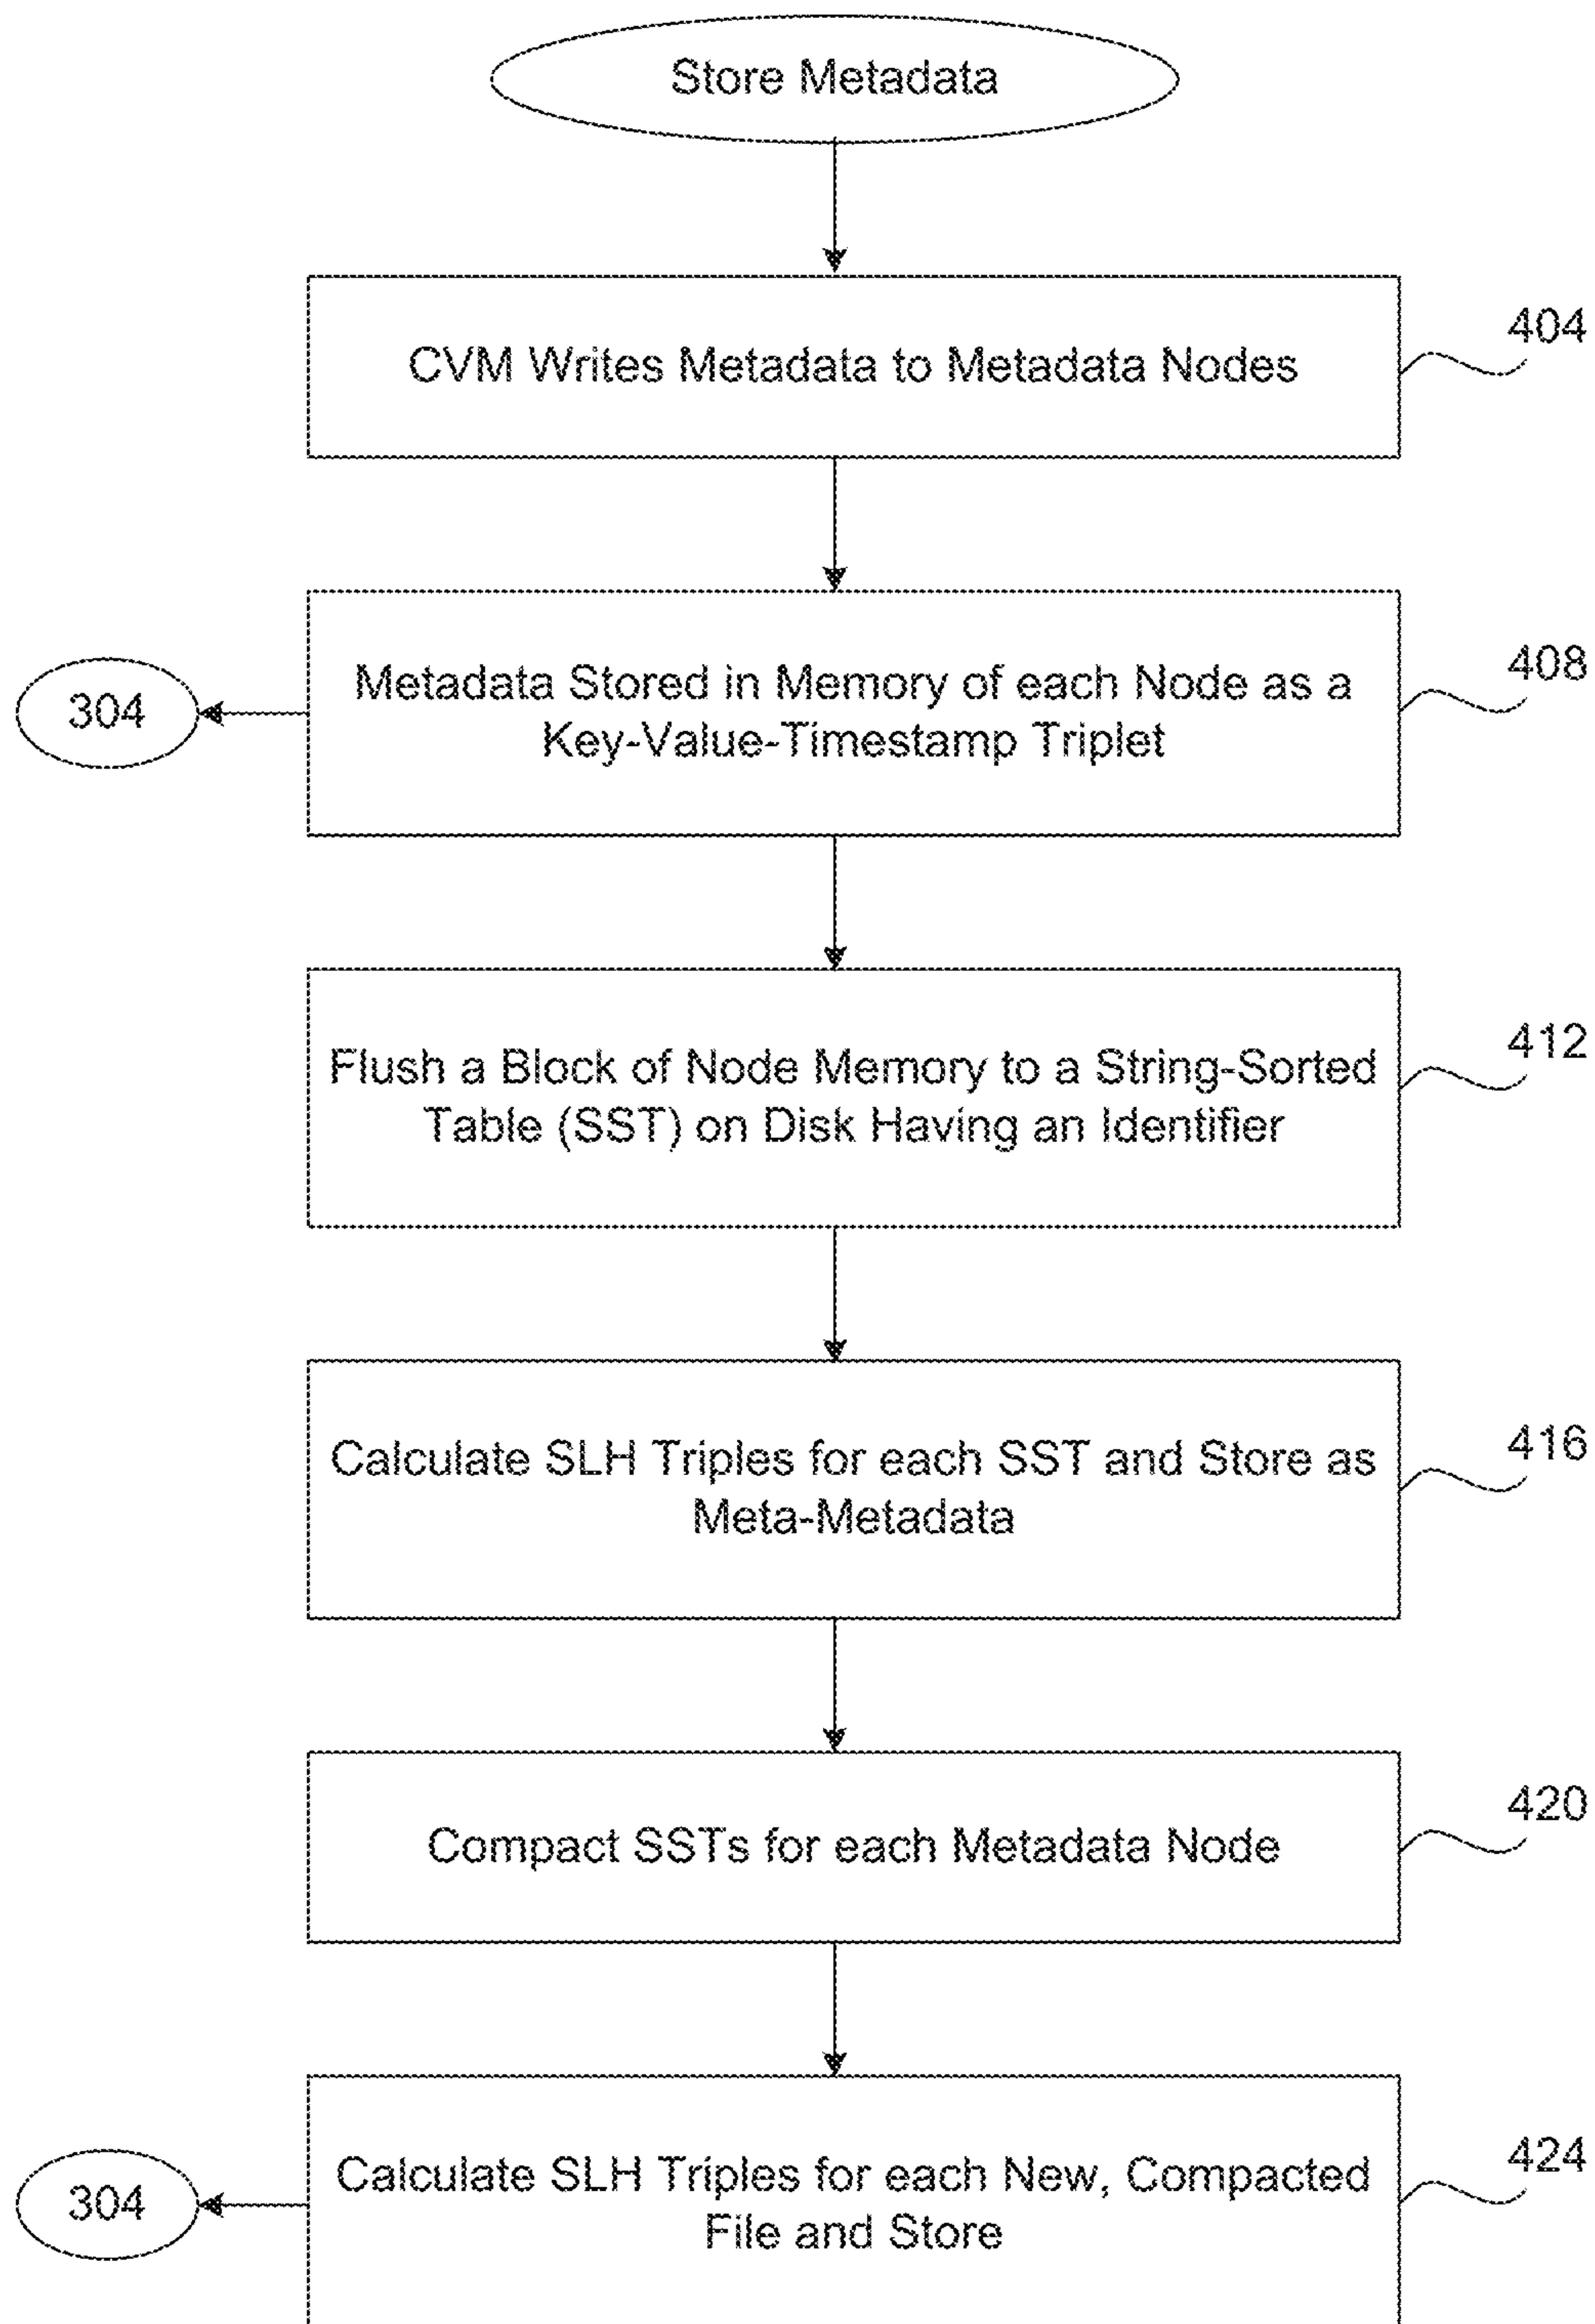 Store Metadata
CVM Writes Metadata to Metadata Nodes
404
Metadata Stored in Memory of each Node as a
Key-Value-Timestamp Triplet
408
304
Flush a Block of Node Memory to a String-Sorted
Table (SST) on Disk Having an Identifier
412
Calculate SLH Triples for each SST and Store as
Meta-Metadata
416
Compact SSTs for each Metadata Node
420
Calculate SLH Triples for each New, Compacted
File and Store
424
304